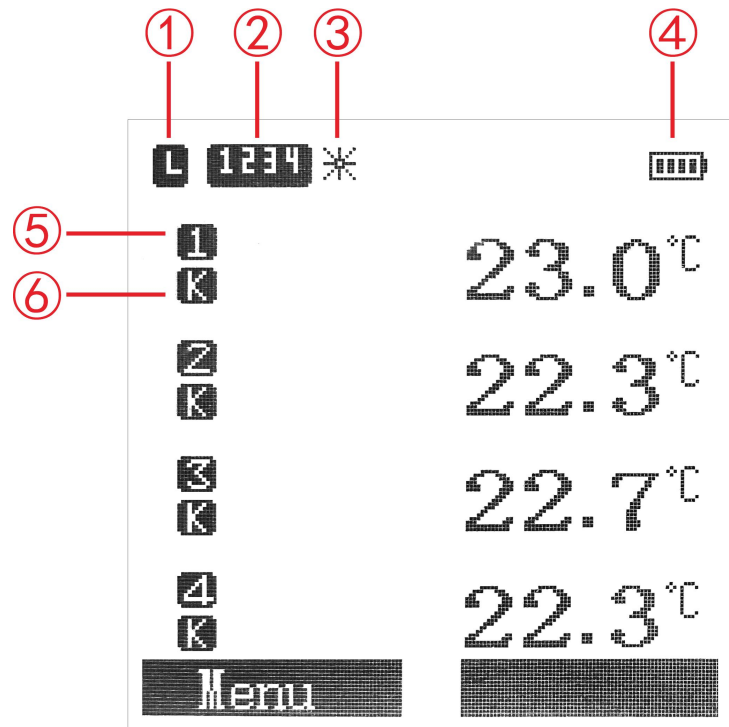 ① ② ③ ④
L 1234
⑤ 1 23.0°C
⑥ K
2 22.3°C
K
3 22.7°C
K
4 22.3°C
K
Menu